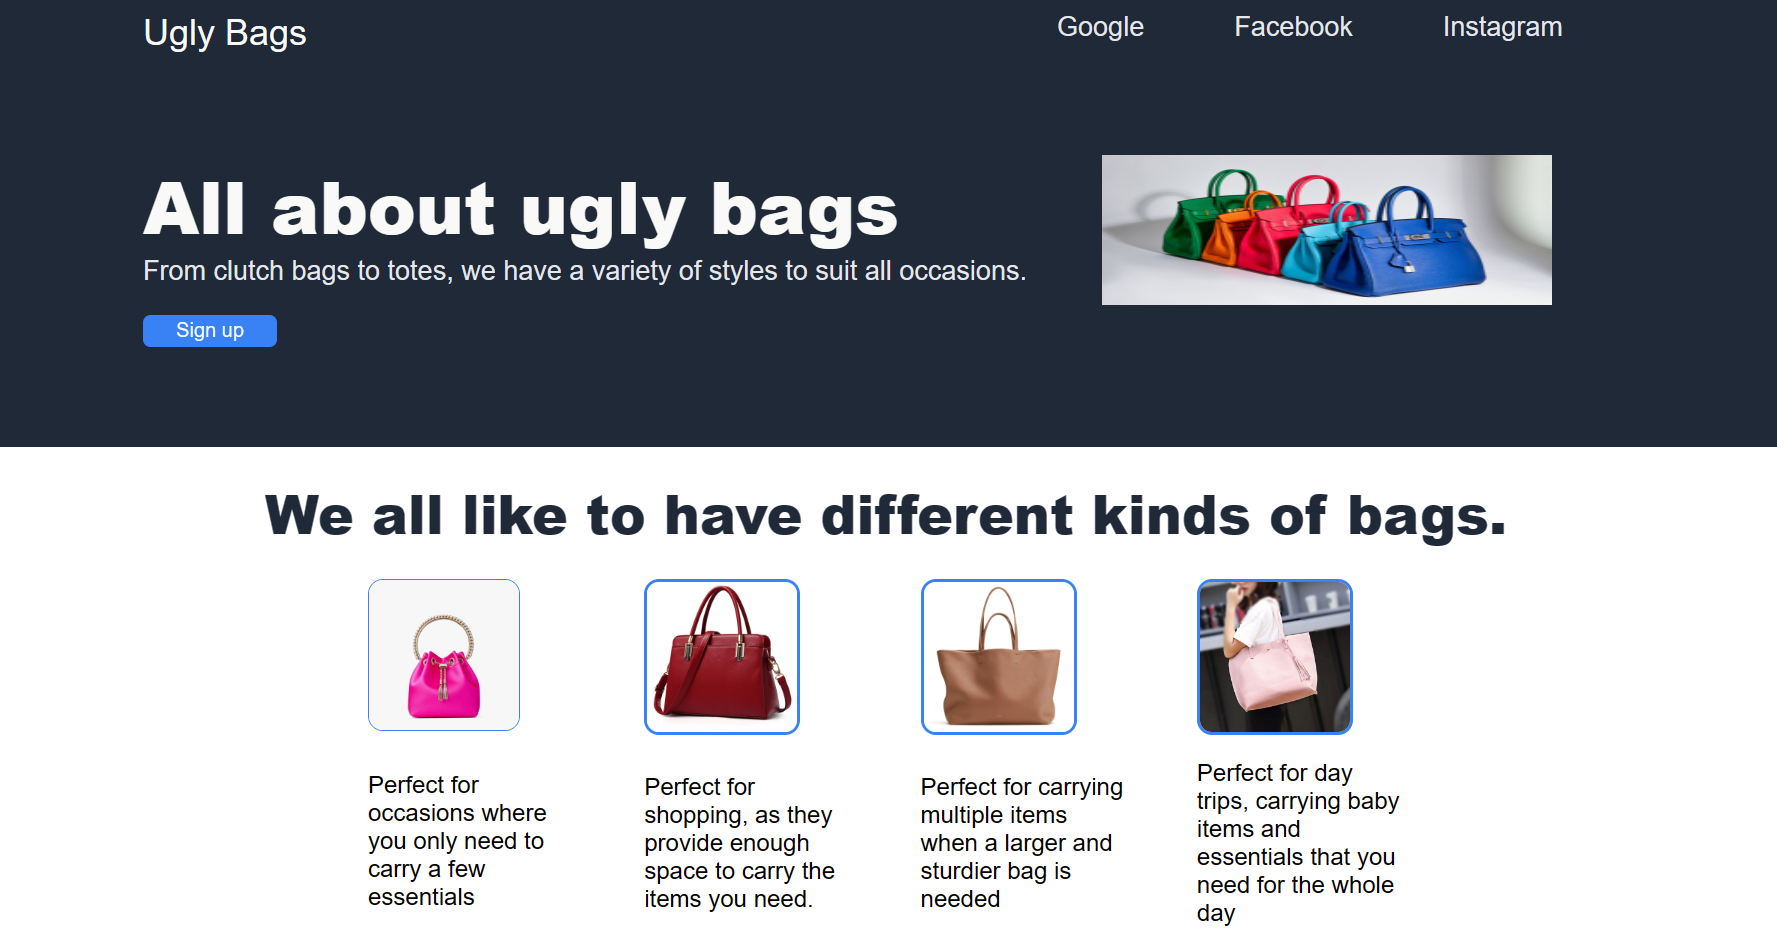 Ugly Bags
Google
Facebook
Instagram
All about ugly bags
From clutch bags to totes, we have a variety of styles to suit all occasions.
Sign up
We all like to have different kinds of bags.
Perfect for
occasions where
you only need to
carry a few
essentials
Perfect for
shopping, as they
provide enough
space to carry the
items you need.
Perfect for carrying
multiple items
when a larger and
sturdier bag is
needed
Perfect for day
trips, carrying baby
items and
essentials that you
need for the whole
day